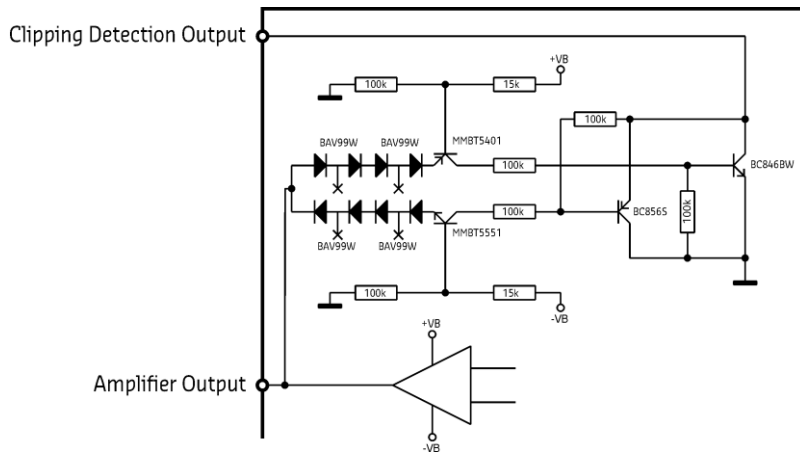 Clipping Detection Output
+VB
100k
15k
100k
BAV99W
BAV99W
MMBT5401
100k
BC846BW
100k
100k
BC856S
BAV99W
BAV99W
MMBT5551
100k
15k
-VB
+VB
Amplifier Output
-VB